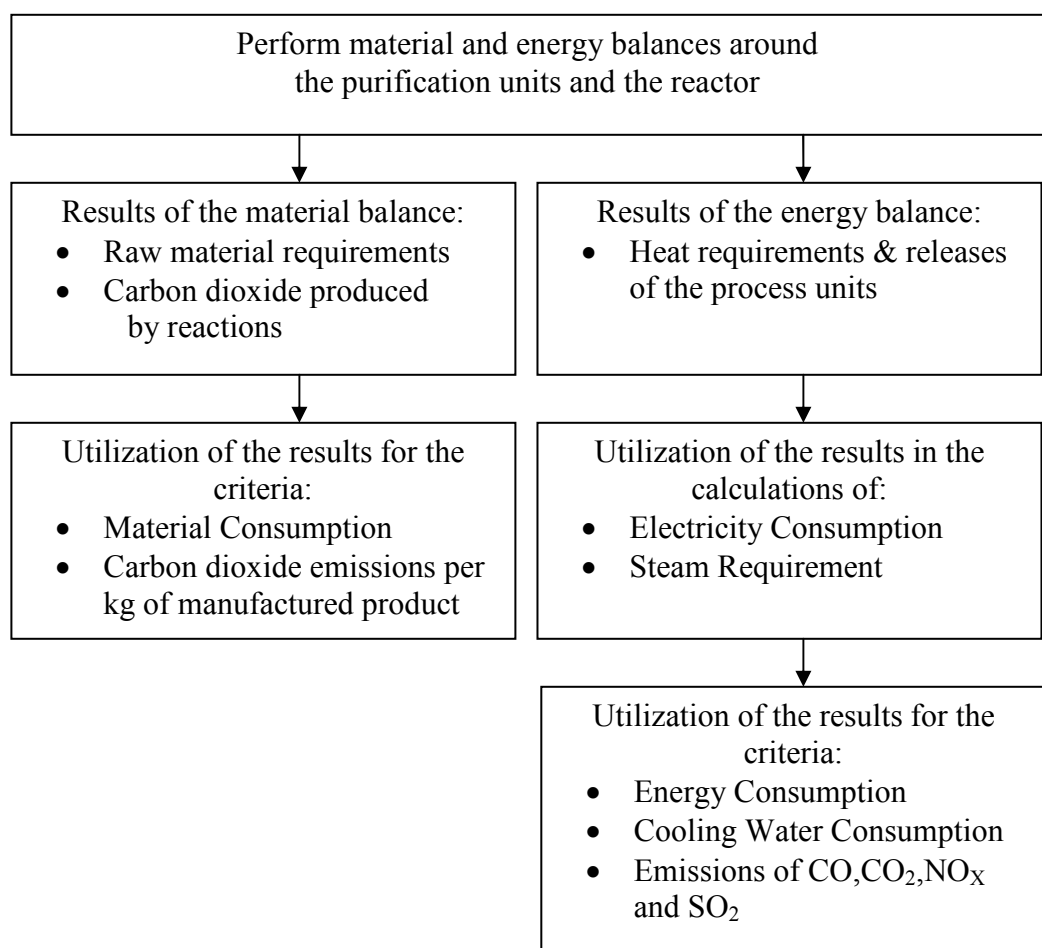 Perform material and energy balances around
the purification units and the reactor
Results of the material balance:
• Raw material requirements
• Carbon dioxide produced
by reactions
Results of the energy balance:
• Heat requirements & releases
of the process units
Utilization of the results for the
criteria:
• Material Consumption
• Carbon dioxide emissions per
kg of manufactured product
Utilization of the results in the
calculations of:
• Electricity Consumption
• Steam Requirement
Utilization of the results for the
criteria:
• Energy Consumption
• Cooling Water Consumption
• Emissions of CO,CO₂,NOₓ
and SO₂